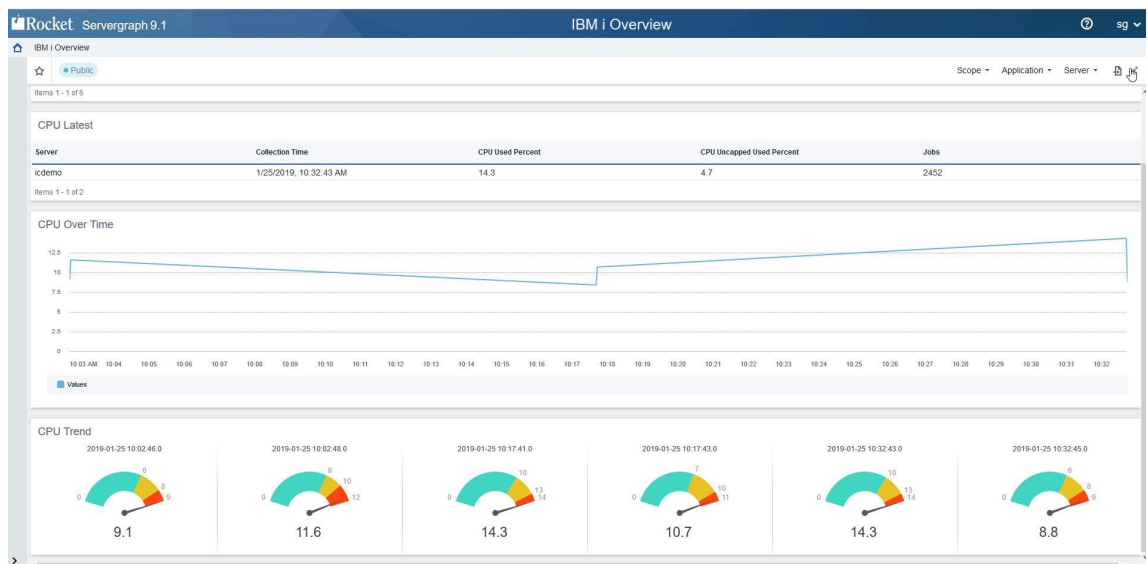 Rocket Servergraph 9.1 IBM i Overview sg
IBM i Overview
Public Scope Application Server
Items 1 - 1 of 6
CPU Latest
Server Collection Time CPU Used Percent CPU Uncapped Used Percent Jobs
icdemo 1/25/2019, 10:32:43 AM 14.3 4.7 2452
Items 1 - 1 of 2
CPU Over Time
12.5
10
7.5
5
2.5
0
10:03 AM 10:04 10:05 10:06 10:07 10:08 10:09 10:10 10:11 10:12 10:13 10:14 10:15 10:16 10:17 10:18 10:19 10:20 10:21 10:22 10:23 10:24 10:25 10:26 10:27 10:28 10:29 10:30 10:31 10:32
Values
CPU Trend
2019-01-25 10:02:46.0 2019-01-25 10:02:48.0 2019-01-25 10:17:41.0 2019-01-25 10:17:43.0 2019-01-25 10:32:43.0 2019-01-25 10:32:45.0
0 6 8 9 0 8 10 12 0 10 13 14 0 7 10 11 0 10 13 14 0 6 8 9
9.1 11.6 14.3 10.7 14.3 8.8